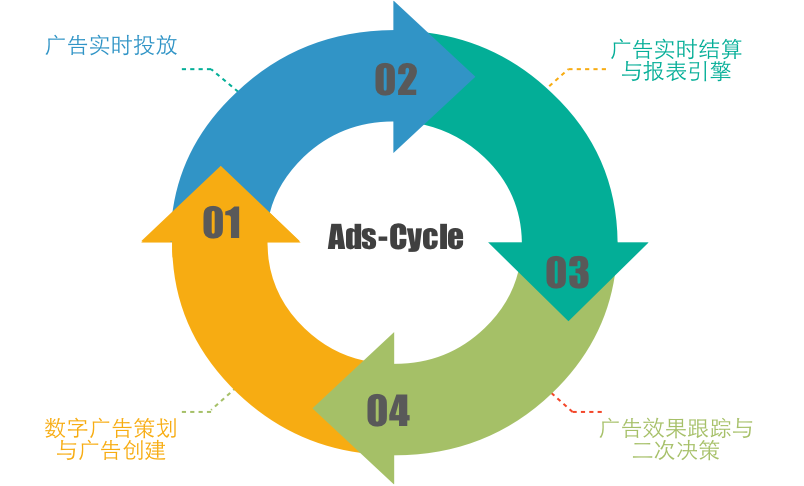 广告实时投放
广告实时结算
与报表引擎
02
01
Ads-Cycle
03
04
数字广告策划
与广告创建
广告效果跟踪与
二次决策